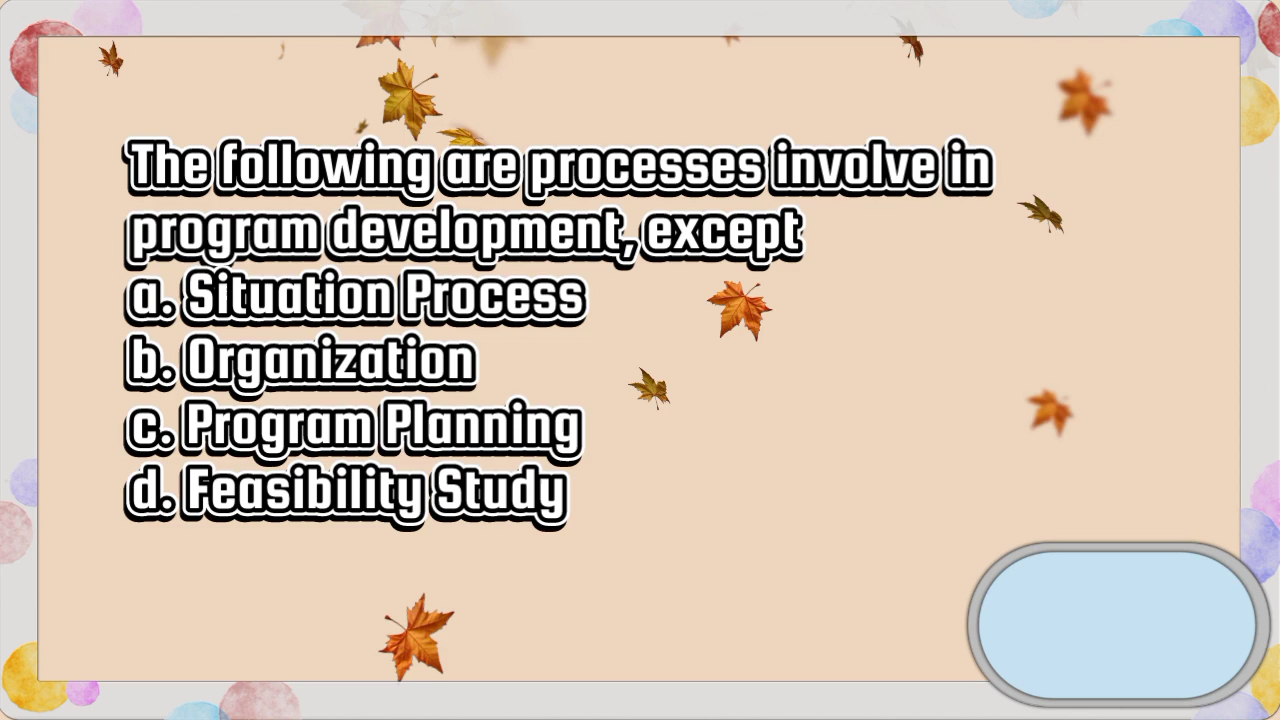 The following are processes involve in
program development, except
a. Situation Process
b. Organization
c. Program Planning
d. Feasibility Study